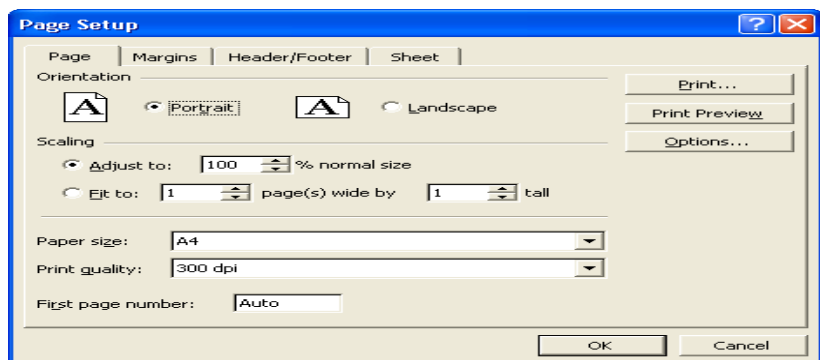 Page Setup
Page Margins Header/Footer Sheet
Orientation
A Portrait A Landscape
Print...
Print Preview
Options...
Scaling
Adjust to: 100 % normal size
Fit to: 1 page(s) wide by 1 tall
Paper size: A4
Print quality: 300 dpi
First page number: Auto
OK Cancel